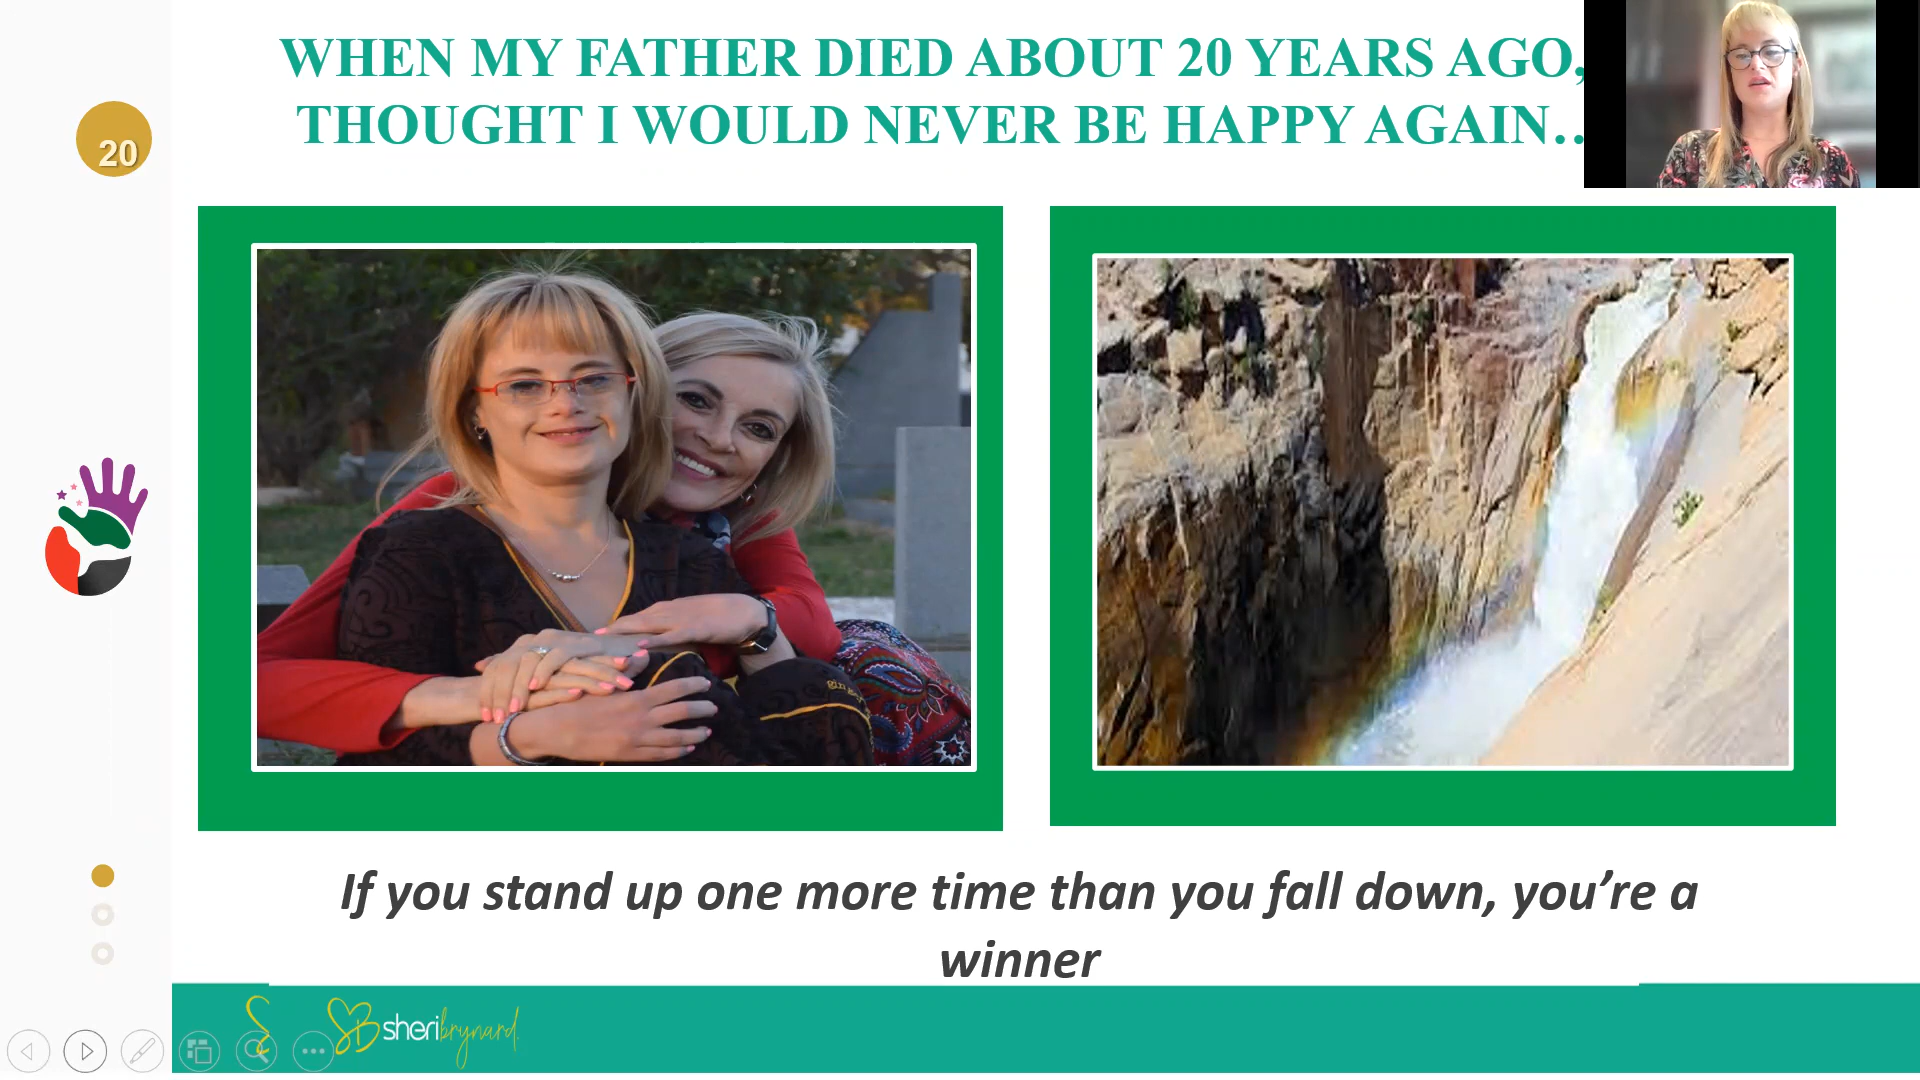 WHEN MY FATHER DIED ABOUT 20 YEARS AGO,
THOUGHT I WOULD NEVER BE HAPPY AGAIN..
20
If you stand up one more time than you fall down, you're a
winner
sheribrynard